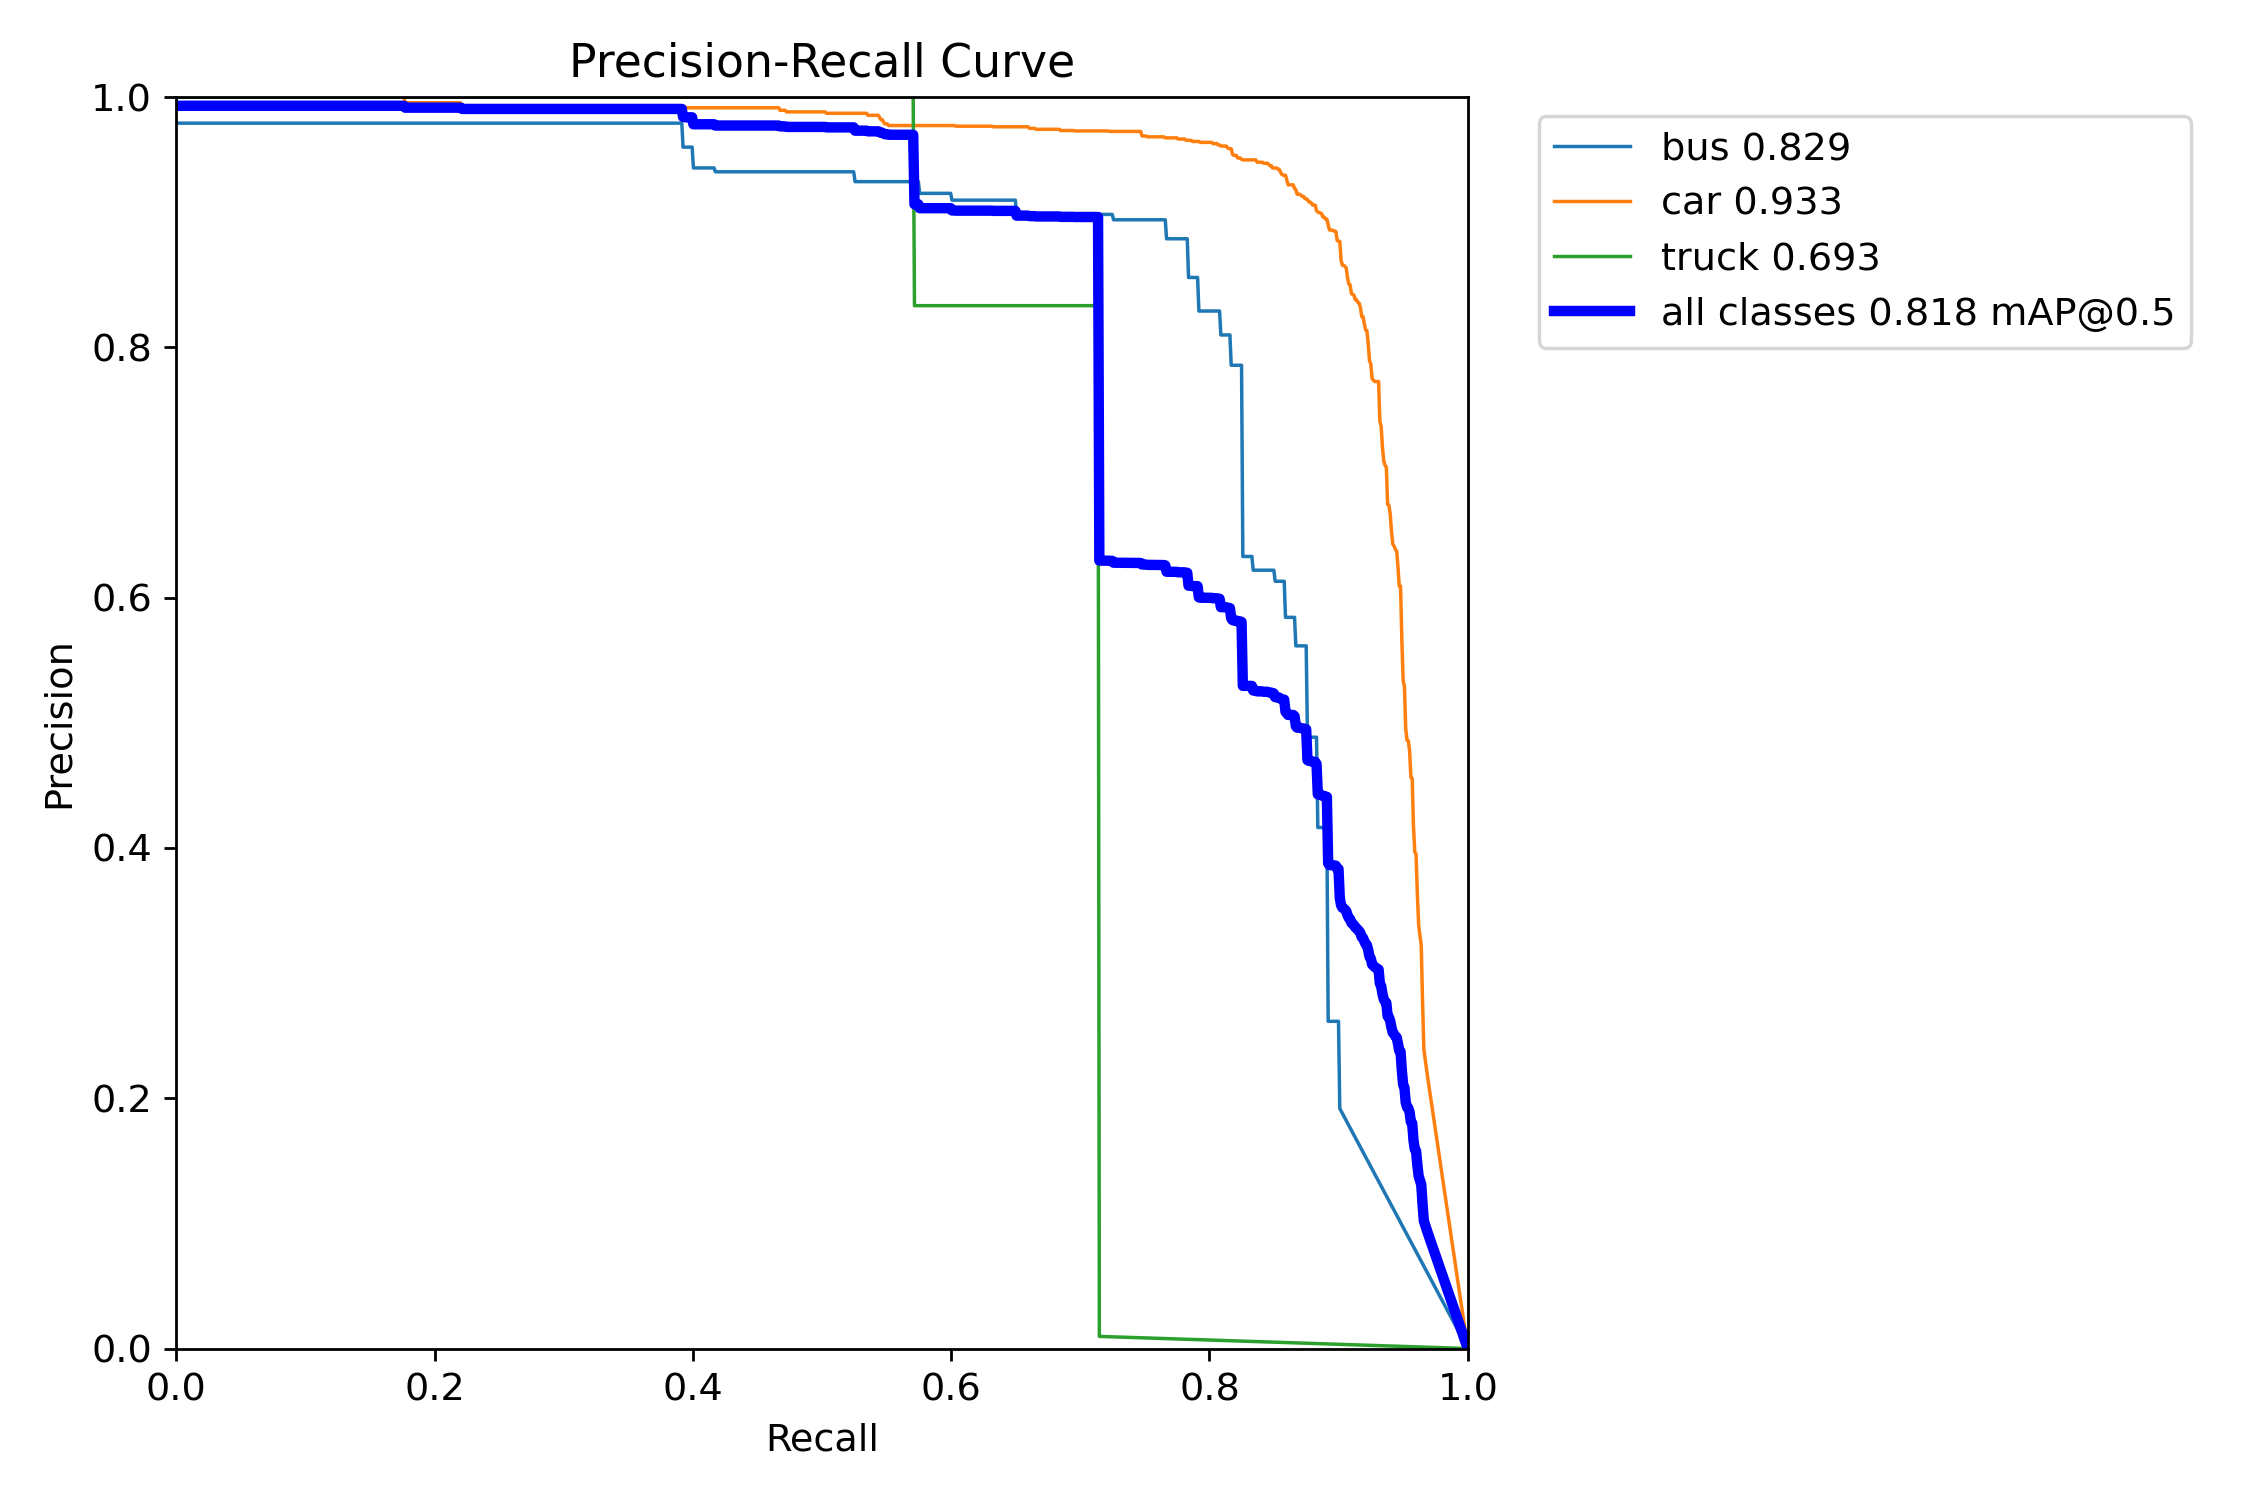 Precision-Recall Curve
1.0
0.8
0.6
0.4
0.2
0.0
Precision
0.0 0.2 0.4 0.6 0.8 1.0
Recall
bus 0.829
car 0.933
truck 0.693
all classes 0.818 mAP@0.5